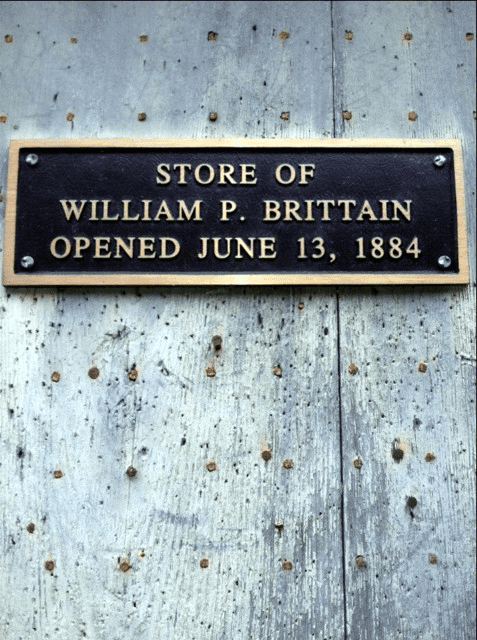 STORE OF
WILLIAM P. BRITTAIN
OPENED JUNE 13, 1884